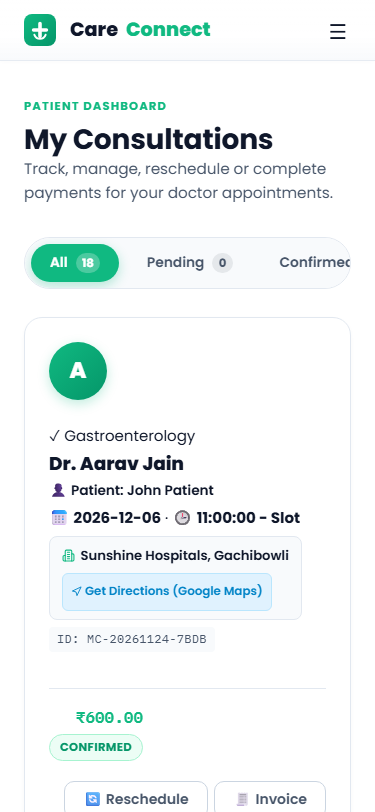 Care Connect
PATIENT DASHBOARD
My Consultations
Track, manage, reschedule or complete
payments for your doctor appointments.
All 18 Pending 0 Confirmed
A
✓ Gastroenterology
Dr. Aarav Jain
Patient: John Patient
2026-12-06 · 11:00:00 - Slot
Sunshine Hospitals, Gachibowli
Get Directions (Google Maps)
ID: MC-20261124-7BDB
₹600.00
CONFIRMED
Reschedule Invoice